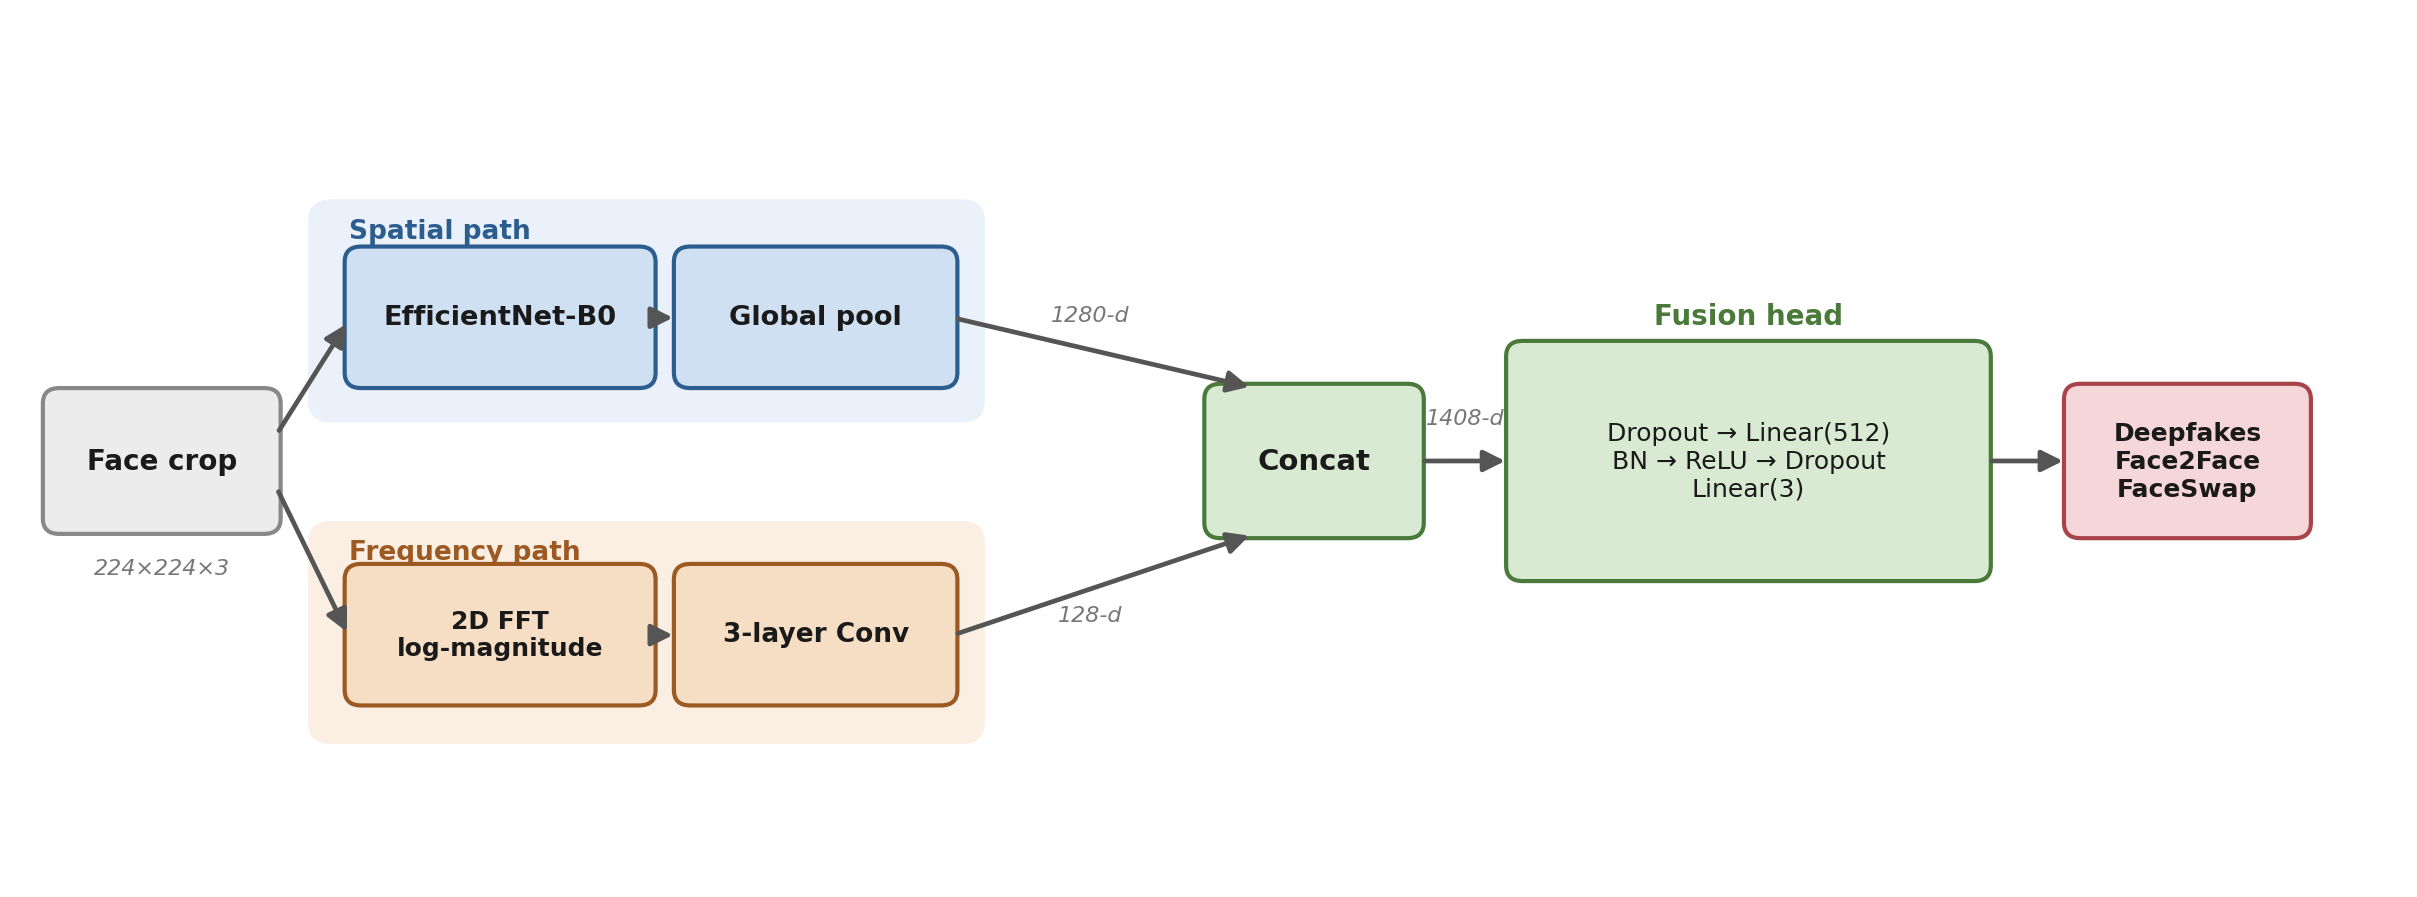 Face crop
224×224×3
Spatial path
EfficientNet-B0
Global pool
1280-d
Frequency path
2D FFT
log-magnitude
3-layer Conv
128-d
Concat
1408-d
Fusion head
Dropout → Linear(512)
BN → ReLU → Dropout
Linear(3)
Deepfakes
Face2Face
FaceSwap